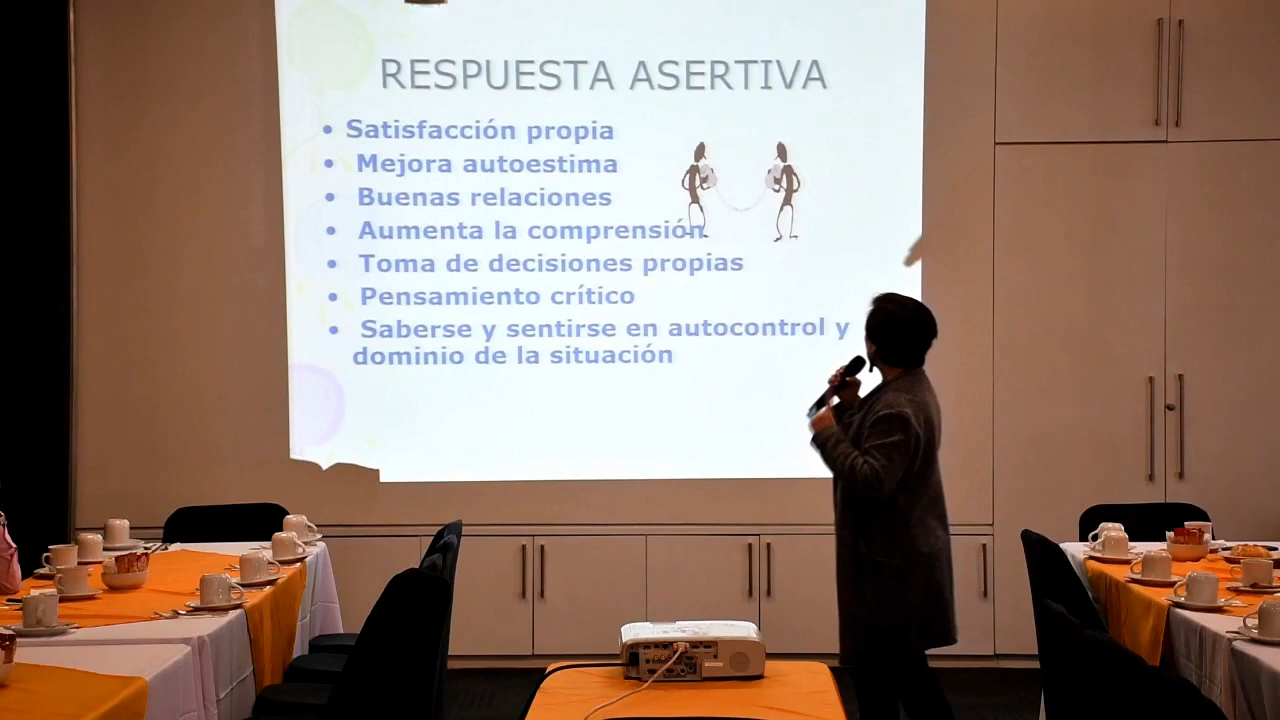 RESPUESTA ASERTIVA
• Satisfacción propia
• Mejora autoestima
• Buenas relaciones
• Aumenta la comprensión
• Toma de decisiones propias
• Pensamiento crítico
• Saberse y sentirse en autocontrol y
dominio de la situación